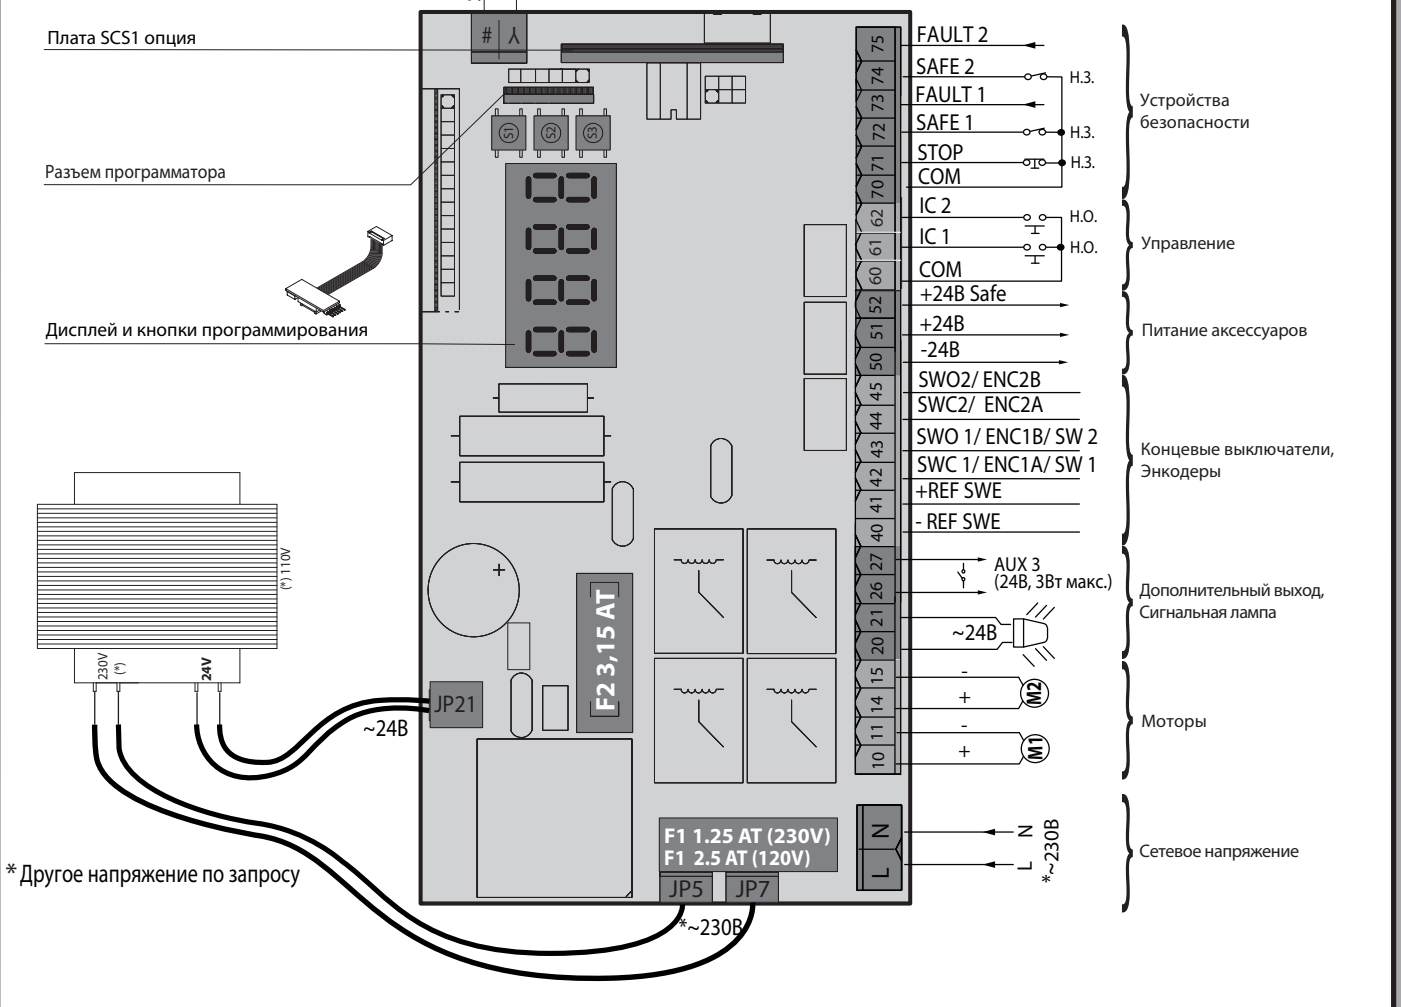 # Y
Плата SCS1 опция
Разъем программатора
Дисплей и кнопки программирования
S1 S2 S3
75 FAULT 2
74 SAFE 2 Н.З.
73 FAULT 1
72 SAFE 1 Н.З.
71 STOP Н.З.
70 COM
Устройства
безопасности
62 IC 2 Н.О.
61 IC 1 Н.О.
60 COM
Управление
52 +24В Safe
51 +24В
50 -24В
Питание аксессуаров
45 SWO2/ ENC2B
44 SWC2/ ENC2A
43 SWO 1/ ENC1B/ SW 2
42 SWC 1/ ENC1A/ SW 1
41 +REF SWE
40 - REF SWE
Концевые выключатели,
Энкодеры
27 AUX 3
26 (24В, 3Вт макс.)
21
20 ~24В
Дополнительный выход,
Сигнальная лампа
15 -
14 + M2
11 -
10 + M1
Моторы
N N
L L
*~230В
Сетевое напряжение
(*) 110V
230V
(*)
24V
JP21
~24В
F2 3,15 AT
+
F1 1.25 AT (230V)
F1 2.5 AT (120V)
JP5 JP7
*~230В
* Другое напряжение по запросу